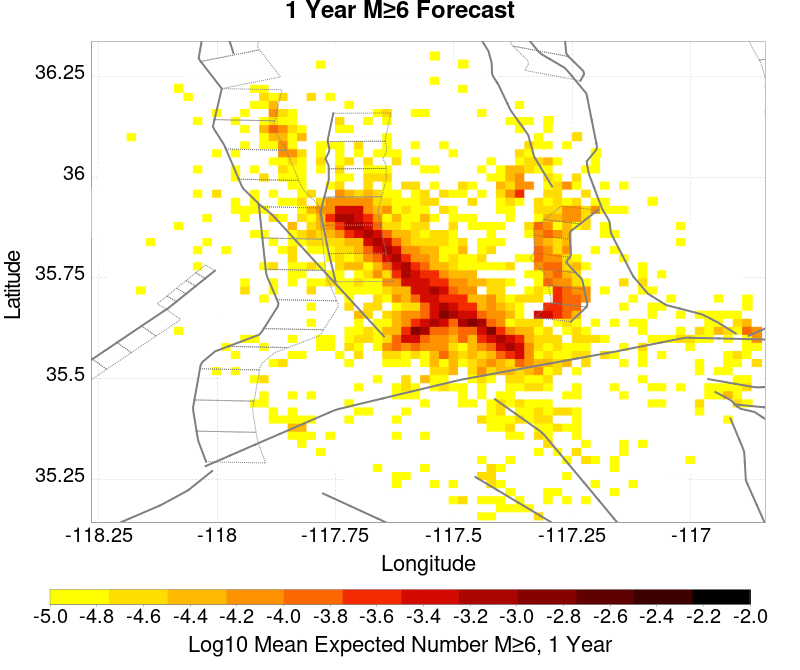 1 Year M≥6 Forecast
36.25
36
35.75
35.5
35.25
Latitude
-118.25 -118 -117.75 -117.5 -117.25 -117
Longitude
-5.0 -4.8 -4.6 -4.4 -4.2 -4.0 -3.8 -3.6 -3.4 -3.2 -3.0 -2.8 -2.6 -2.4 -2.2 -2.0
Log10 Mean Expected Number M≥6, 1 Year